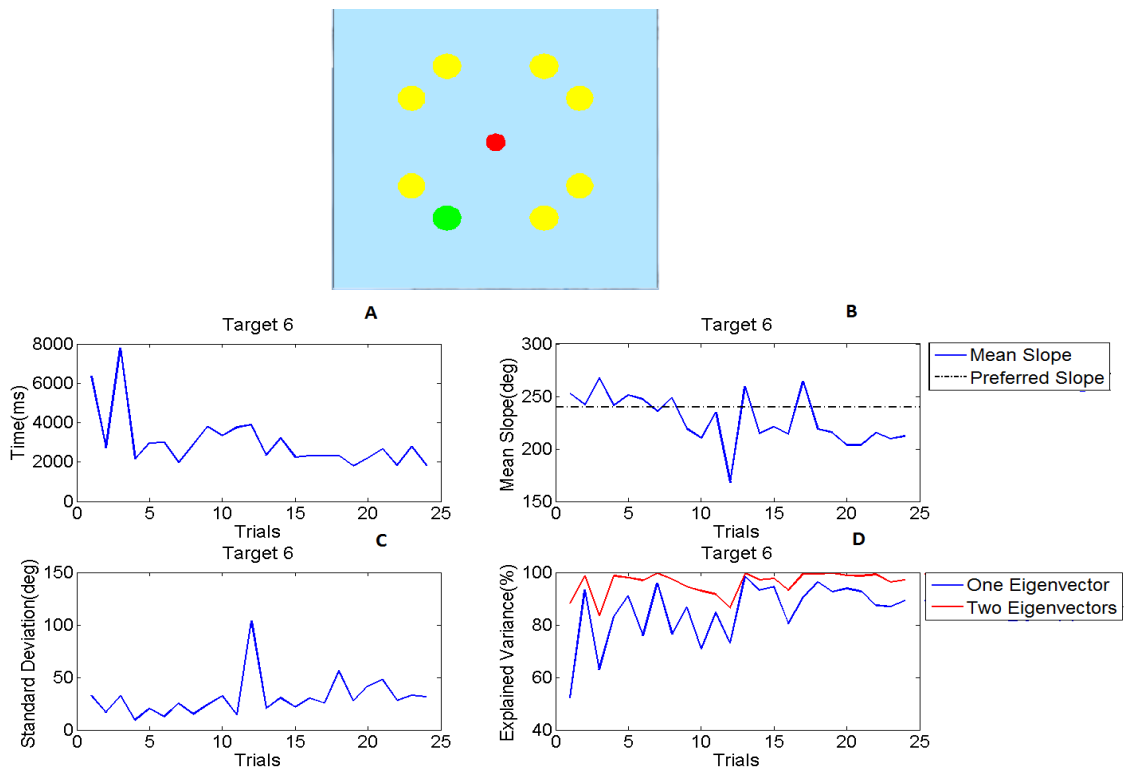 A
Target 6
8000
6000
4000
2000
0
Time(ms)
0 5 10 15 20 25
Trials
B
Target 6
300
250
200
150
Mean Slope(deg)
0 5 10 15 20 25
Trials
Mean Slope
Preferred Slope
C
Target 6
150
100
50
0
Standard Deviation(deg)
0 5 10 15 20 25
Trials
D
Target 6
100
80
60
40
Explained Variance(%)
0 5 10 15 20 25
Trials
One Eigenvector
Two Eigenvectors